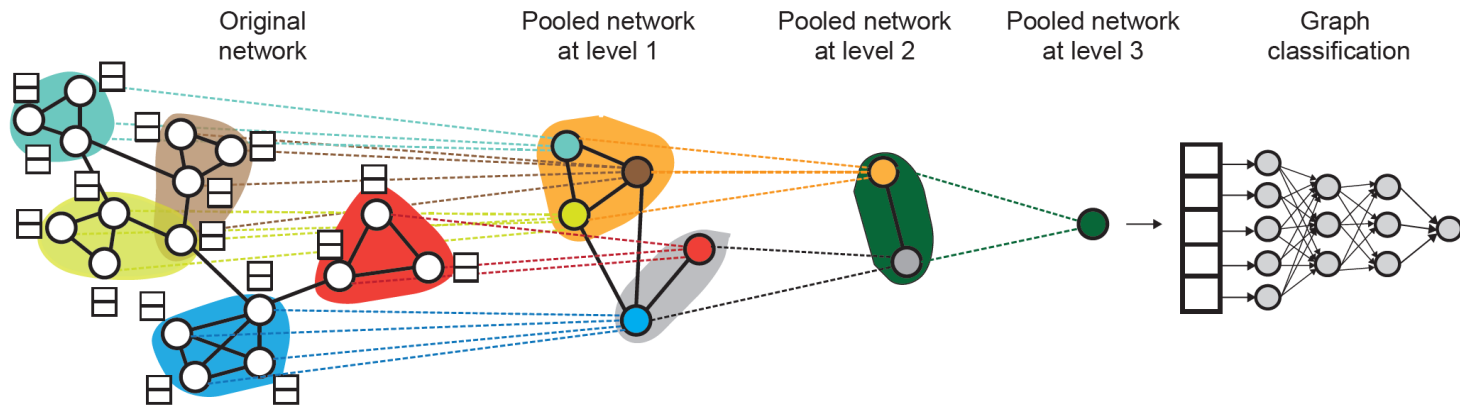 Original
network
Pooled network
at level 1
Pooled network
at level 2
Pooled network
at level 3
Graph
classification